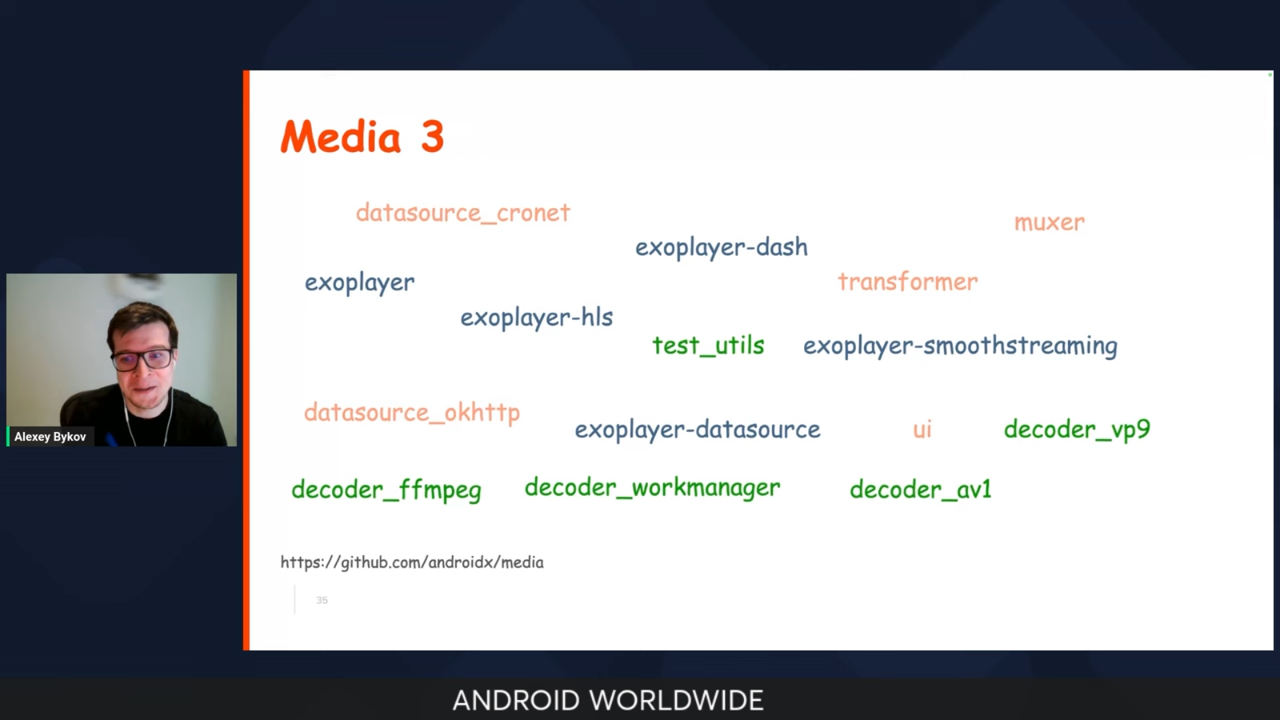 Media 3
datasource_cronet
muxer
exoplayer-dash
exoplayer
transformer
exoplayer-hls
test_utils
exoplayer-smoothstreaming
datasource_okhttp
exoplayer-datasource
ui
decoder_vp9
decoder_ffmpeg
decoder_workmanager
decoder_av1
https://github.com/androidx/media
35
Alexey Bykov
ANDROID WORLDWIDE